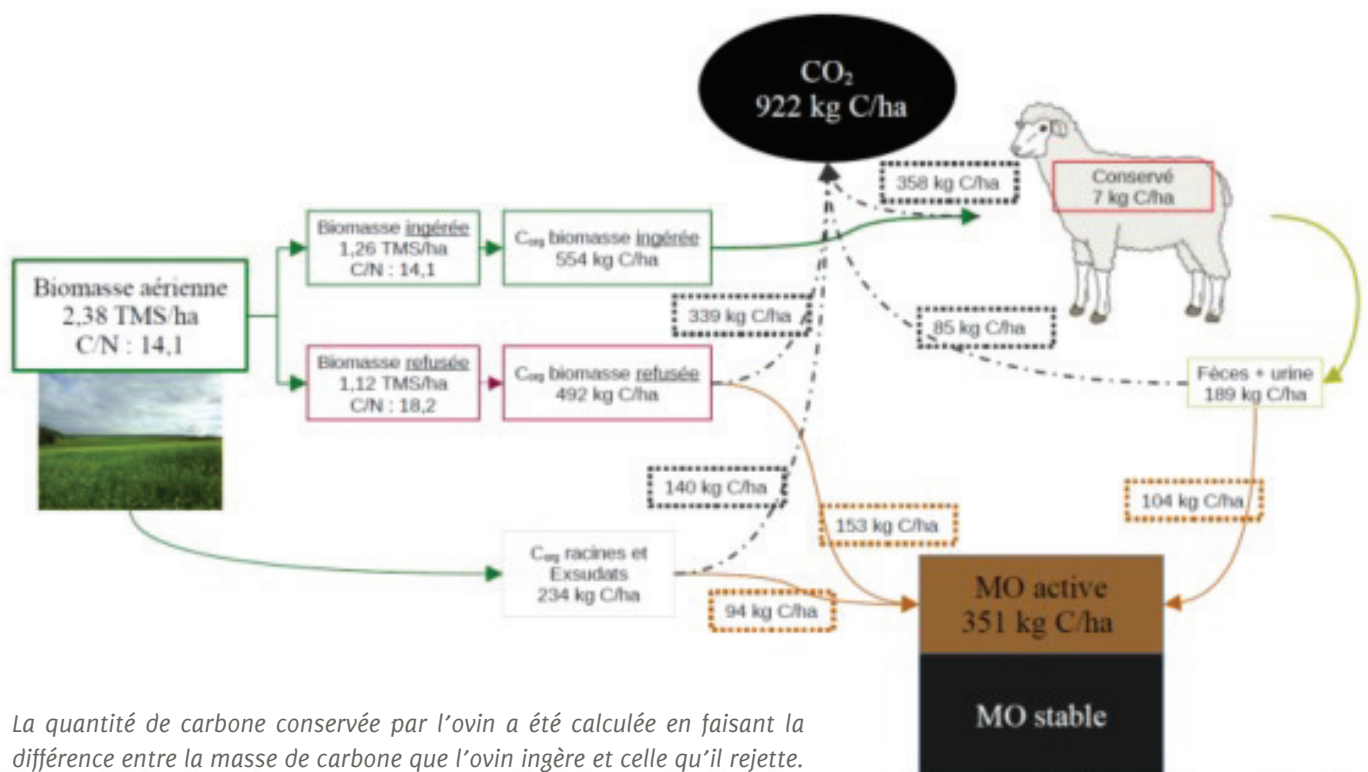 CO₂
922 kg C/ha
358 kg C/ha
Conservé
7 kg C/ha
Biomasse ingérée
1,26 TMS/ha
C/N : 14,1
Corg biomasse ingérée
554 kg C/ha
Biomasse aérienne
2,38 TMS/ha
C/N : 14,1
339 kg C/ha
85 kg C/ha
Biomasse refusée
1,12 TMS/ha
C/N : 18,2
Corg biomasse refusée
492 kg C/ha
Fèces + urine
189 kg C/ha
140 kg C/ha
153 kg C/ha
104 kg C/ha
Corg racines et
Exsudats
234 kg C/ha
94 kg C/ha
MO active
351 kg C/ha
MO stable
La quantité de carbone conservée par l'ovin a été calculée en faisant la
différence entre la masse de carbone que l'ovin ingère et celle qu'il rejette.